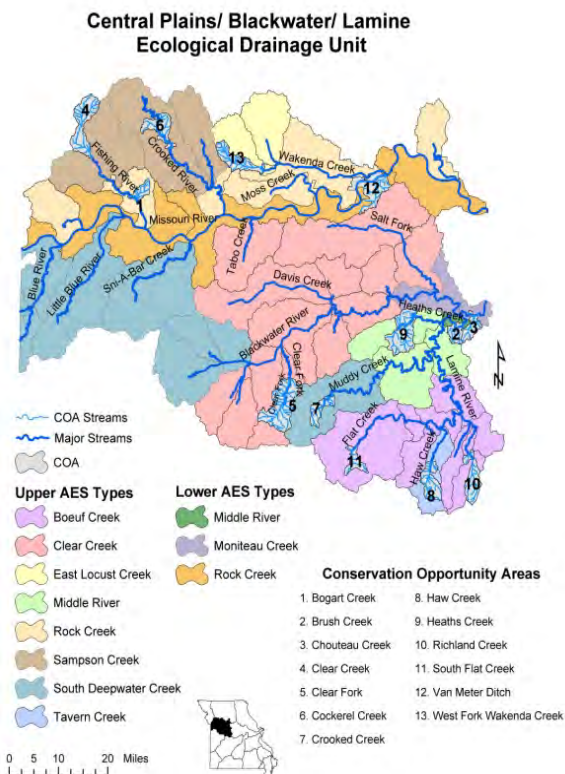 Central Plains/ Blackwater/ Lamine
Ecological Drainage Unit
4
6
Fishing River
Crooked River
13
Wakenda Creek
Moss Creek
12
1
Missouri River
Salt Fork
Tabo Creek
Sni-A-Bar Creek
Blue River
Little Blue River
Davis Creek
Heaths Creek
Blackwater River
9
2
3
Clear Fork
Clear Fork
Muddy Creek
Lamine River
5
7
Flat Creek
Haw Creek
11
8
10
N
COA Streams
Major Streams
COA
Upper AES Types
Boeuf Creek
Clear Creek
East Locust Creek
Middle River
Rock Creek
Sampson Creek
South Deepwater Creek
Tavern Creek
Lower AES Types
Middle River
Moniteau Creek
Rock Creek
Conservation Opportunity Areas
1. Bogart Creek
2. Brush Creek
3. Chouteau Creek
4. Clear Creek
5. Clear Fork
6. Cockerel Creek
7. Crooked Creek
8. Haw Creek
9. Heaths Creek
10. Richland Creek
11. South Flat Creek
12. Van Meter Ditch
13. West Fork Wakenda Creek
0 5 10 20 Miles